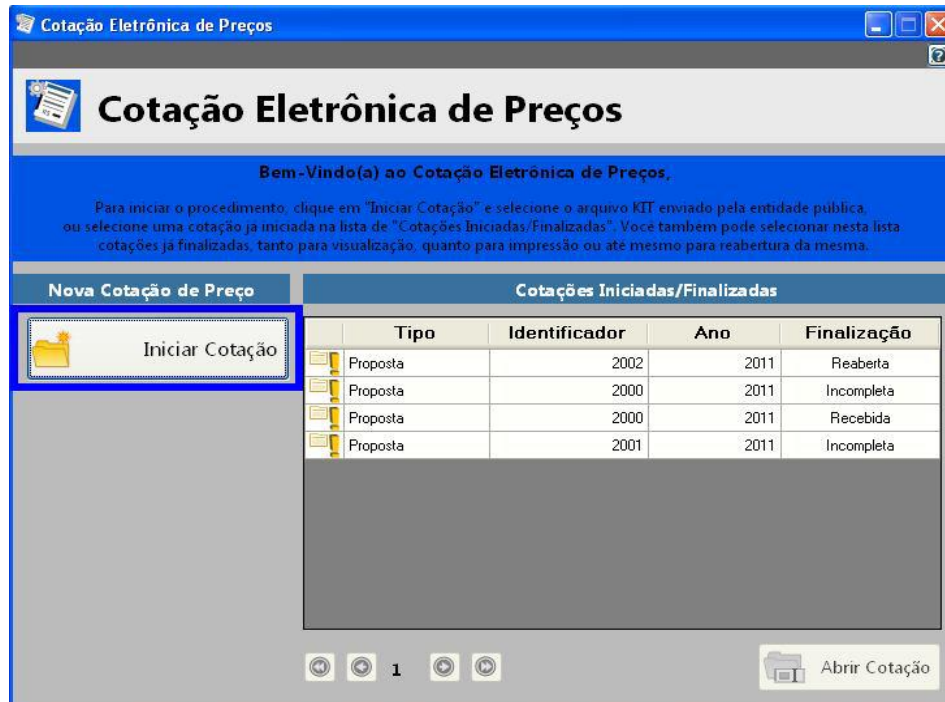 Cotação Eletrônica de Preços
Cotação Eletrônica de Preços
Bem-Vindo(a) ao Cotação Eletrônica de Preços,
Para iniciar o procedimento, clique em "Iniciar Cotação" e selecione o arquivo KIT enviado pela entidade pública,
ou selecione uma cotação já iniciada na lista de "Cotações Iniciadas/Finalizadas". Você também pode selecionar nesta lista
cotações já finalizadas, tanto para visualização, quanto para impressão ou até mesmo para reabertura da mesma.
Nova Cotação de Preço
Cotações Iniciadas/Finalizadas
Iniciar Cotação
Tipo Identificador Ano Finalização
Proposta 2002 2011 Reaberta
Proposta 2000 2011 Incompleta
Proposta 2000 2011 Recebida
Proposta 2001 2011 Incompleta
1
Abrir Cotação